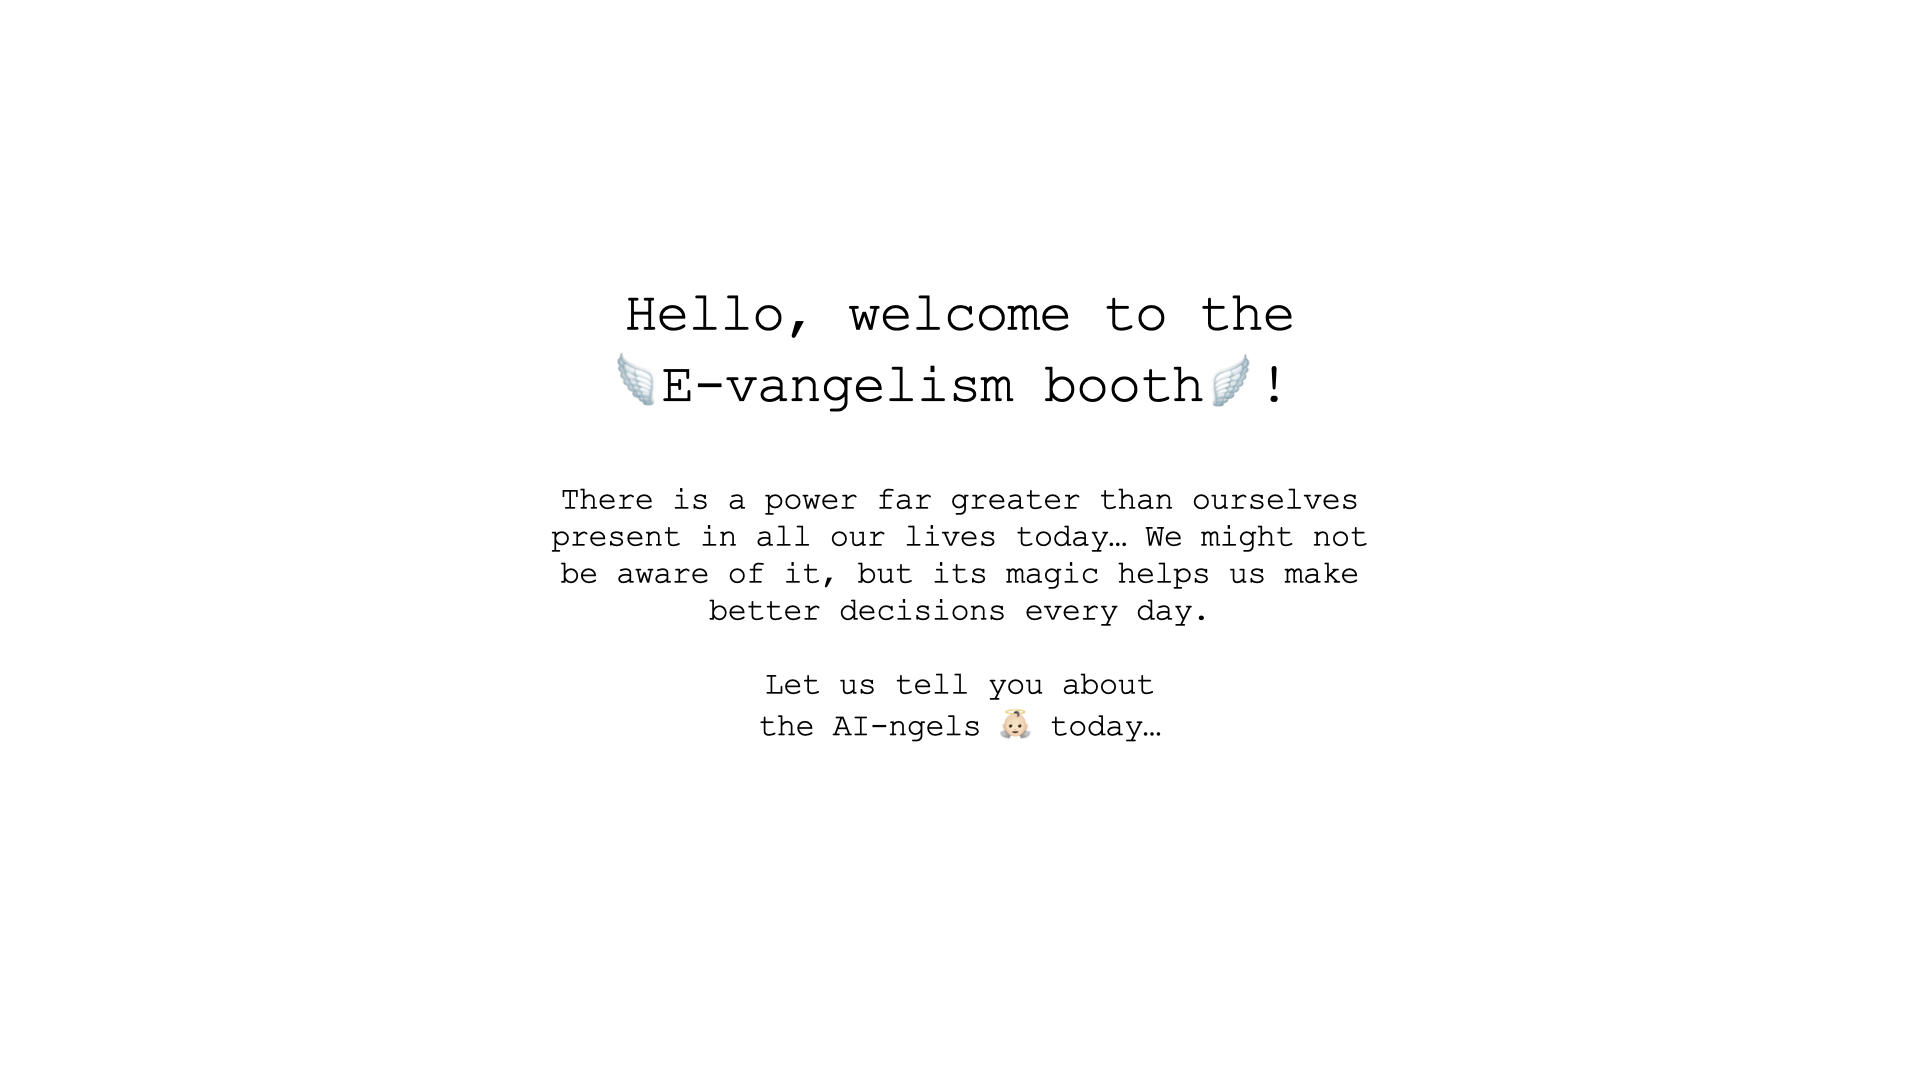 Hello, welcome to the
🪽E-vangelism booth🪽!
There is a power far greater than ourselves
present in all our lives today… We might not
be aware of it, but its magic helps us make
better decisions every day.
Let us tell you about
the AI-ngels 👼🏻 today…